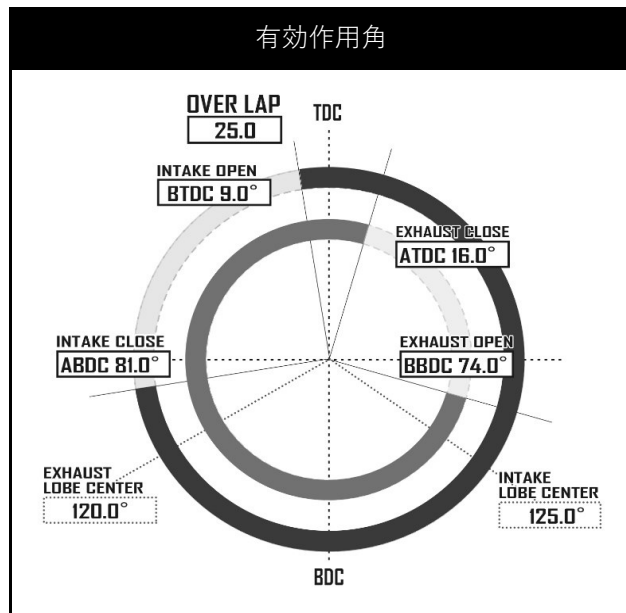 有効作用角
OVER LAP
25.0
TDC
INTAKE OPEN
BTDC 9.0°
EXHAUST CLOSE
ATDC 16.0°
INTAKE CLOSE
ABDC 81.0°
EXHAUST OPEN
BBDC 74.0°
EXHAUST
LOBE CENTER
120.0°
INTAKE
LOBE CENTER
125.0°
BDC